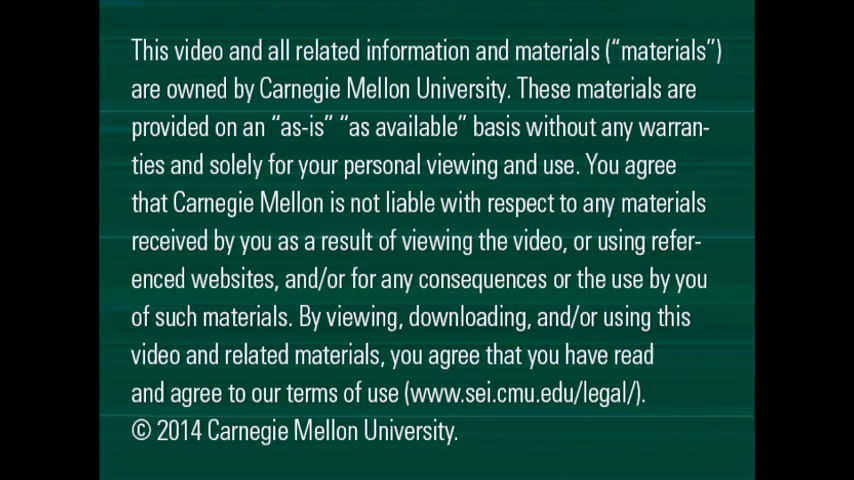 This video and all related information and materials (“materials”)
are owned by Carnegie Mellon University. These materials are
provided on an “as-is” “as available” basis without any warran-
ties and solely for your personal viewing and use. You agree
that Carnegie Mellon is not liable with respect to any materials
received by you as a result of viewing the video, or using refer-
enced websites, and/or for any consequences or the use by you
of such materials. By viewing, downloading, and/or using this
video and related materials, you agree that you have read
and agree to our terms of use (www.sei.cmu.edu/legal/).
© 2014 Carnegie Mellon University.